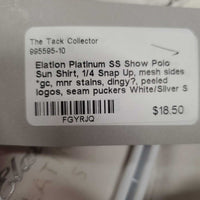 The Tack Collector
995595-10
Elation Platinum SS Show Polo
Sun Shirt, 1/4 Snap Up, mesh sides
*gc, mnr stains, dingy?, peeled
logos, seam puckers White/Silver S
$18.50
FGYRJQ